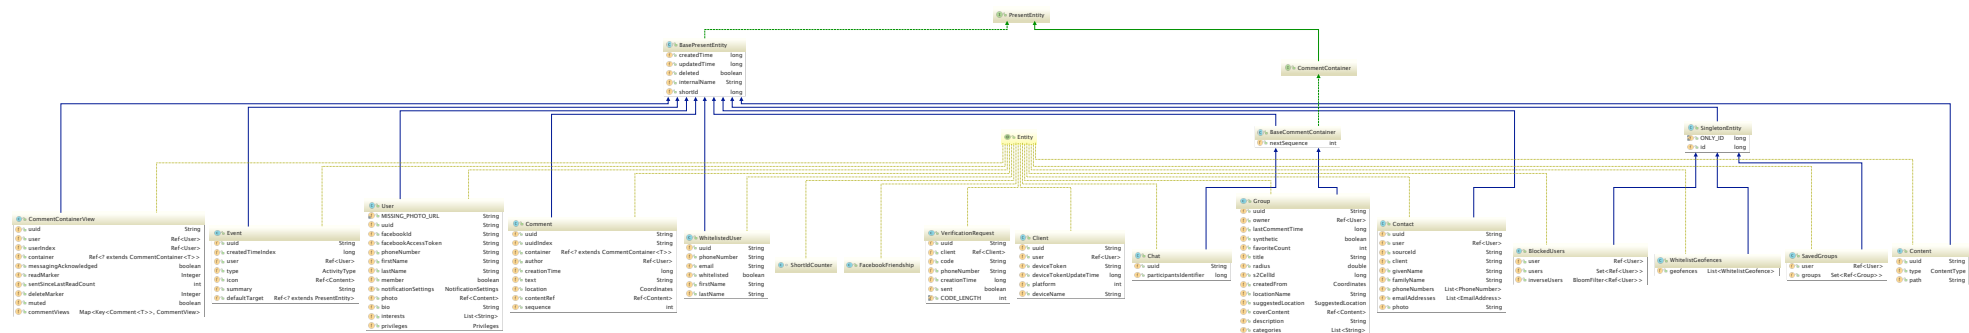 PresentEntity
BasePresentEntity
createdTime long
updatedTime long
deleted boolean
internalName String
shortId long
CommentContainer
Entity
BaseCommentContainer
nextSequence int
SingletonEntity
ONLY_ID long
id long
CommentContainerView
uuid String
user Ref<User>
userIndex Ref<User>
container Ref<? extends CommentContainer<T>>
messagingAcknowledged boolean
readMarker Integer
sentSinceLastReadCount int
deleteMarker Integer
muted boolean
commentViews Map<Key<Comment<T>>, CommentView>
Event
uuid String
createdTimeIndex long
user Ref<User>
type ActivityType
icon Ref<Content>
summary String
defaultTarget Ref<? extends PresentEntity>
User
MISSING_PHOTO_URL String
uuid String
facebookId String
facebookAccessToken String
phoneNumber String
firstName String
lastName String
member boolean
notificationSettings NotificationSettings
photo Ref<Content>
bio String
interests List<String>
privileges Privileges
Comment
uuid String
uuidIndex String
container Ref<? extends CommentContainer<T>>
author Ref<User>
creationTime long
text String
location Coordinates
contentRef Ref<Content>
sequence int
WhitelistedUser
uuid String
phoneNumber String
email String
whitelisted boolean
firstName String
lastName String
ShortIdCounter
FacebookFriendship
VerificationRequest
uuid String
client Ref<Client>
code String
phoneNumber String
creationTime long
sent boolean
CODE_LENGTH int
Client
uuid String
user Ref<User>
deviceToken String
deviceTokenUpdateTime long
platform int
deviceName String
Chat
uuid String
participantsIdentifier String
Group
uuid String
owner Ref<User>
lastCommentTime long
synthetic boolean
favoriteCount int
title String
radius double
s2CellId long
createdFrom Coordinates
locationName String
suggestedLocation SuggestedLocation
coverContent Ref<Content>
description String
categories List<String>
Contact
uuid String
user Ref<User>
sourceId int
client String
givenName String
familyName String
phoneNumbers List<PhoneNumber>
emailAddresses List<EmailAddress>
photo String
BlockedUsers
user Ref<User>
users Set<Ref<User>>
inverseUsers BloomFilter<Ref<User>>
WhitelistGeofences
geofences List<WhitelistGeofence>
SavedGroups
user Ref<User>
groups Set<Ref<Group>>
Content
uuid String
type ContentType
path String